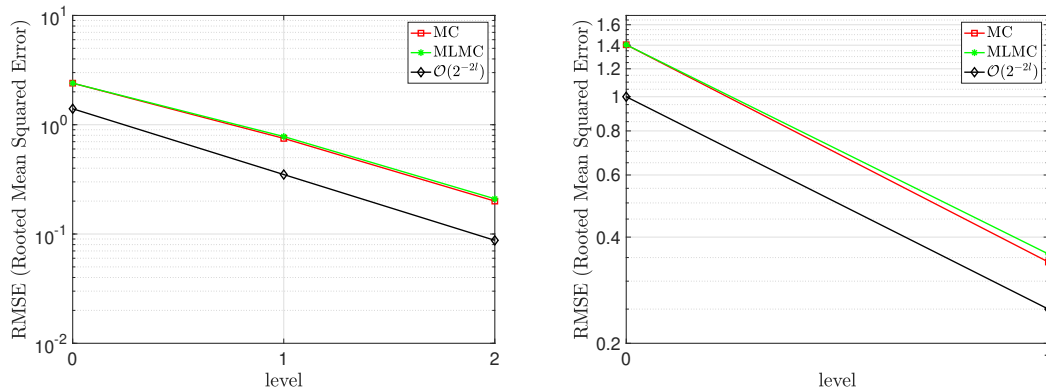 RMSE (Rooted Mean Squared Error)
10^1
10^0
10^-1
10^-2
MC
MLMC
O(2^{-2l})
0
1
2
level
RMSE (Rooted Mean Squared Error)
1.6
1.4
1.2
1
0.8
0.6
0.4
0.2
MC
MLMC
O(2^{-2l})
0
level